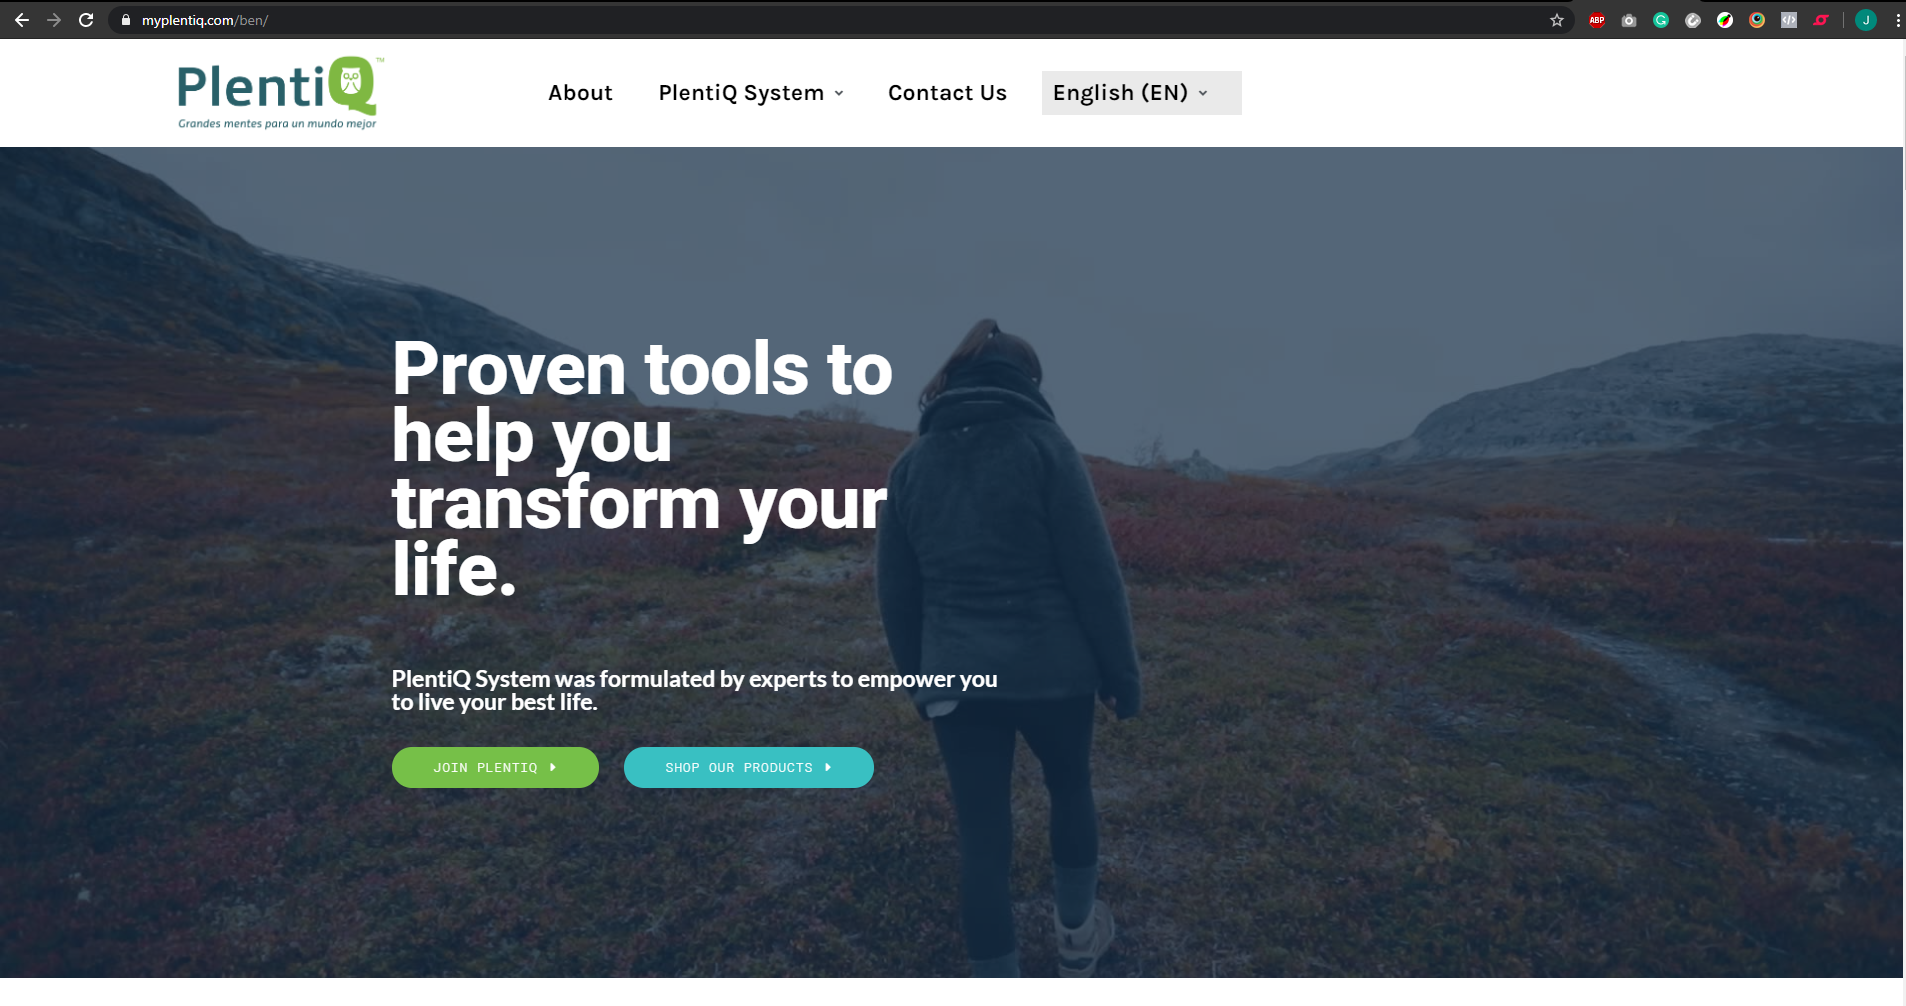 myplentiq.com/ben/
ABP
J
PlentiQ™
Grandes mentes para un mundo mejor
About
PlentiQ System
Contact Us
English (EN)
Proven tools to
help you
transform your
life.
PlentiQ System was formulated by experts to empower you
to live your best life.
JOIN PLENTIQ
SHOP OUR PRODUCTS